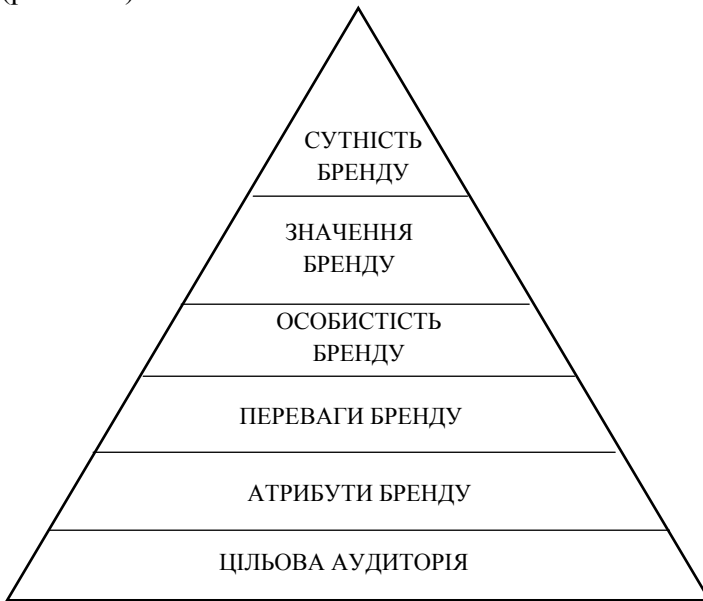 СУТНІСТЬ
БРЕНДУ
ЗНАЧЕННЯ
БРЕНДУ
ОСОБИСТІСТЬ
БРЕНДУ
ПЕРЕВАГИ БРЕНДУ
АТРИБУТИ БРЕНДУ
ЦІЛЬОВА АУДИТОРІЯ